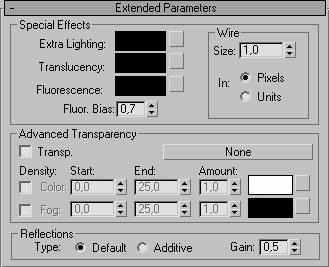 - Extended Parameters
Special Effects
Extra Lighting:
Translucency:
Fluorescence:
Fluor. Bias: 0,7
Wire
Size: 1,0
In: Pixels
Units
Advanced Transparency
Transp. None
Density: Start: End: Amount:
Color: 0,0 25,0 1,0
Fog: 0,0 25,0 1,0
Reflections
Type: Default Additive Gain: 0,5